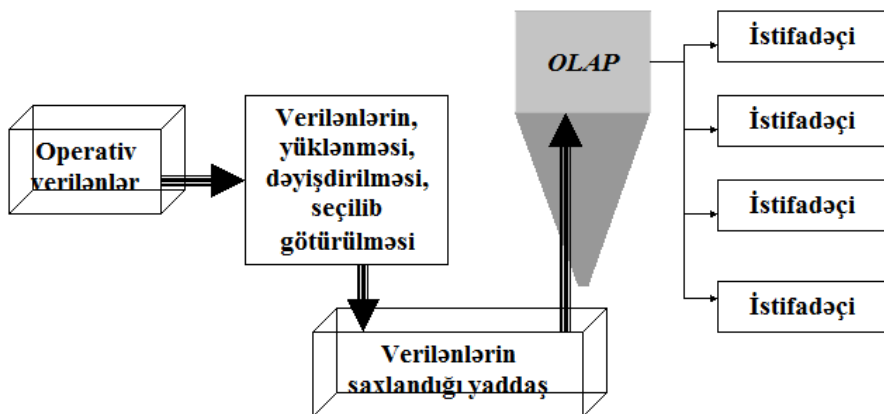 Operativ
verilənlər
Verilənlərin,
yüklənməsi,
dəyişdirilməsi,
seçilib
götürülməsi
Verilənlərin
saxlandığı yaddaş
OLAP
İstifadəçi
İstifadəçi
İstifadəçi
İstifadəçi